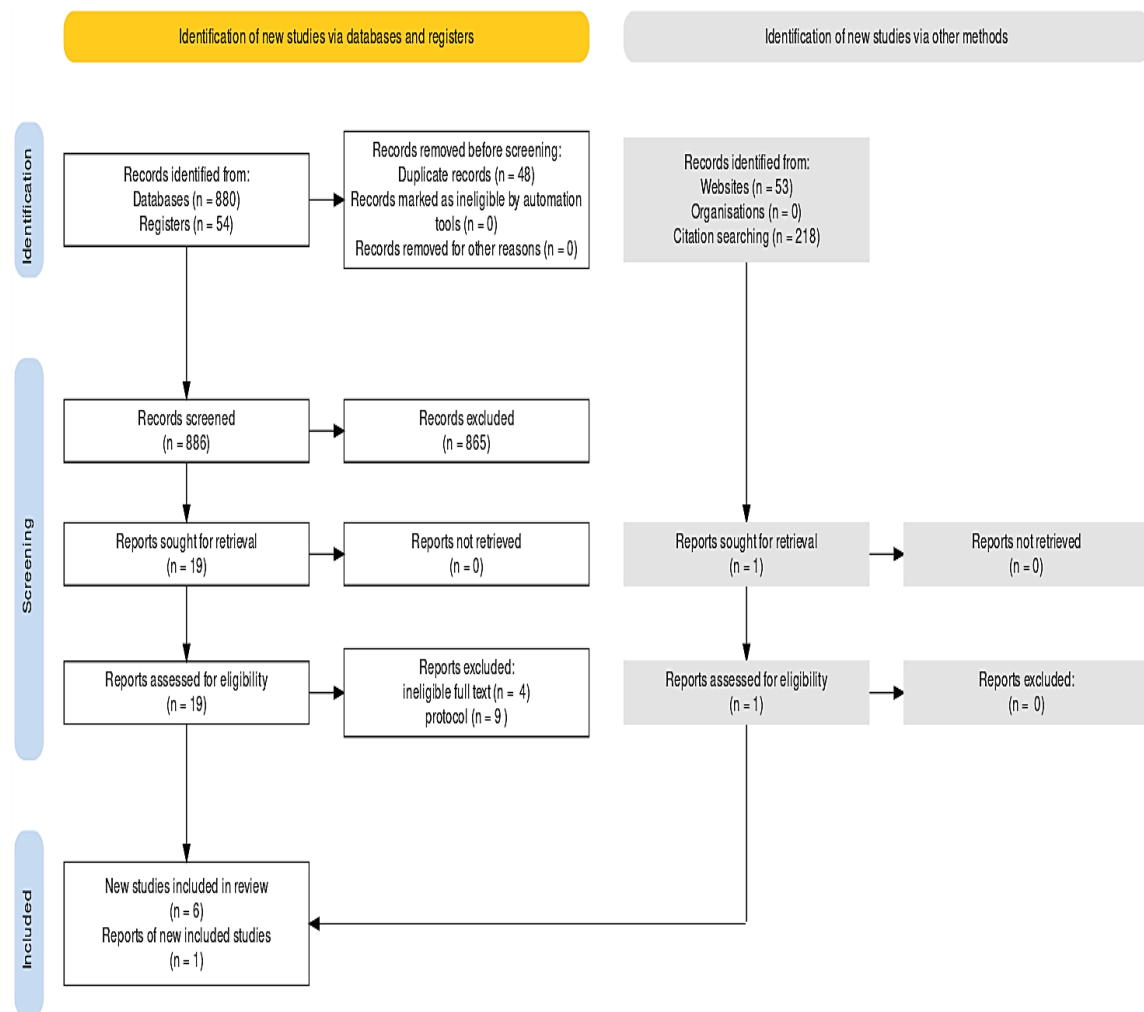 Identification of new studies via databases and registers
Identification of new studies via other methods
Identification
Records identified from:
Databases (n = 880)
Registers (n = 54)
Records removed before screening:
Duplicate records (n = 48)
Records marked as ineligible by automation
tools (n = 0)
Records removed for other reasons (n = 0)
Records identified from:
Websites (n = 53)
Organisations (n = 0)
Citation searching (n = 218)
Screening
Records screened
(n = 886)
Records excluded
(n = 865)
Reports sought for retrieval
(n = 19)
Reports not retrieved
(n = 0)
Reports sought for retrieval
(n = 1)
Reports not retrieved
(n = 0)
Reports assessed for eligibility
(n = 19)
Reports excluded:
ineligible full text (n = 4)
protocol (n = 9 )
Reports assessed for eligibility
(n = 1)
Reports excluded:
(n = 0)
Included
New studies included in review
(n = 6)
Reports of new included studies
(n = 1)